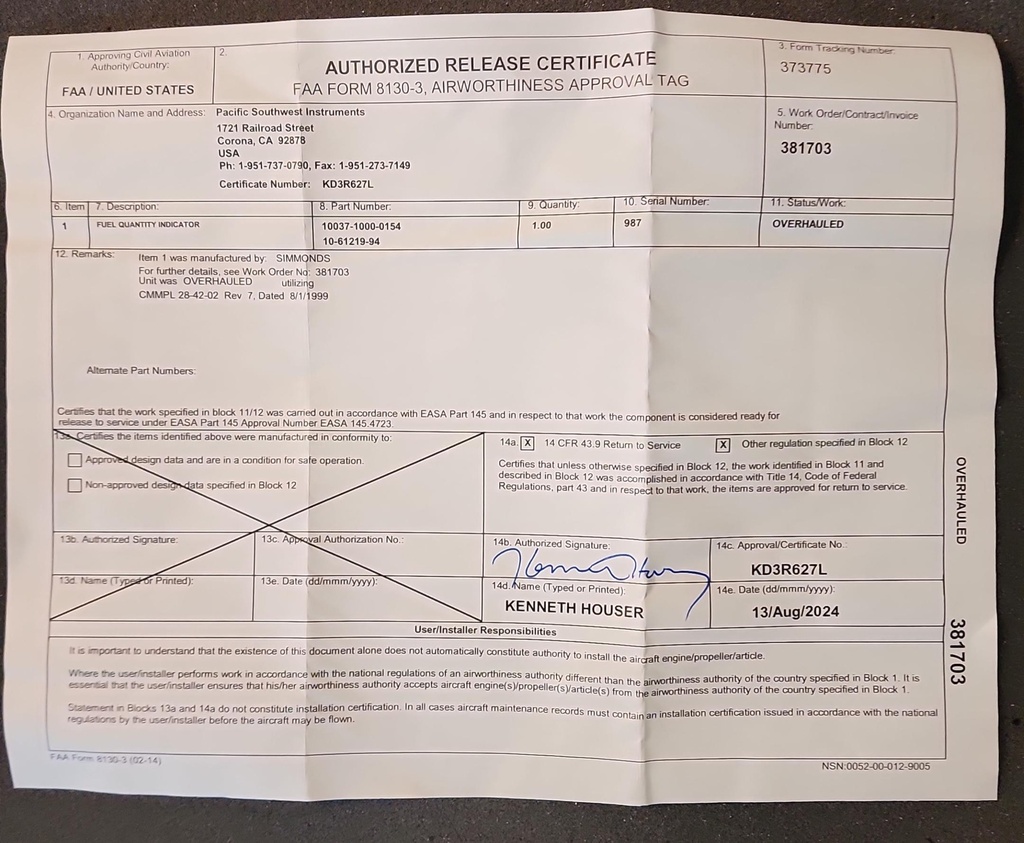 1. Approving Civil Aviation
Authority/Country:
FAA / UNITED STATES
2.
AUTHORIZED RELEASE CERTIFICATE
FAA FORM 8130-3, AIRWORTHINESS APPROVAL TAG
3. Form Tracking Number:
373775
4. Organization Name and Address: Pacific Southwest Instruments
1721 Railroad Street
Corona, CA 92878
USA
Ph: 1-951-737-0790, Fax: 1-951-273-7149
Certificate Number: KD3R627L
5. Work Order/Contract/Invoice
Number:
381703
6. Item 7. Description: 8. Part Number: 9. Quantity: 10. Serial Number: 11. Status/Work:
1 FUEL QUANTITY INDICATOR 10037-1000-0154 1.00 987 OVERHAULED
10-61219-94
12. Remarks: Item 1 was manufactured by: SIMMONDS
For further details, see Work Order No: 381703
Unit was OVERHAULED utilizing
CMMPL 28-42-02 Rev 7, Dated 8/1/1999
Alternate Part Numbers:
Certifies that the work specified in block 11/12 was carried out in accordance with EASA Part 145 and in respect to that work the component is considered ready for
release to service under EASA Part 145 Approval Number EASA 145.4723.
13a. Certifies the items identified above were manufactured in conformity to:
Approved design data and are in a condition for safe operation.
Non-approved design data specified in Block 12
14a. X 14 CFR 43.9 Return to Service X Other regulation specified in Block 12
Certifies that unless otherwise specified in Block 12, the work identified in Block 11 and
described in Block 12 was accomplished in accordance with Title 14, Code of Federal
Regulations, part 43 and in respect to that work, the items are approved for return to service.
13b. Authorized Signature:
13c. Approval Authorization No.:
14b. Authorized Signature:
14c. Approval/Certificate No.:
KD3R627L
13d. Name (Typed or Printed):
13e. Date (dd/mmm/yyyy):
14d. Name (Typed or Printed):
KENNETH HOUSER
14e. Date (dd/mmm/yyyy):
13/Aug/2024
User/Installer Responsibilities
It is important to understand that the existence of this document alone does not automatically constitute authority to install the aircraft engine/propeller/article.
Where the user/installer performs work in accordance with the national regulations of an airworthiness authority different than the airworthiness authority of the country specified in Block 1. It is
essential that the user/installer ensures that his/her airworthiness authority accepts aircraft engine(s)/propeller(s)/article(s) from the airworthiness authority of the country specified in Block 1.
Statement in Blocks 13a and 14a do not constitute installation certification. In all cases aircraft maintenance records must contain an installation certification issued in accordance with the national
regulations by the user/installer before the aircraft may be flown.
FAA Form 8130-3 (02-14)
NSN:0052-00-012-9005
OVERHAULED
381703